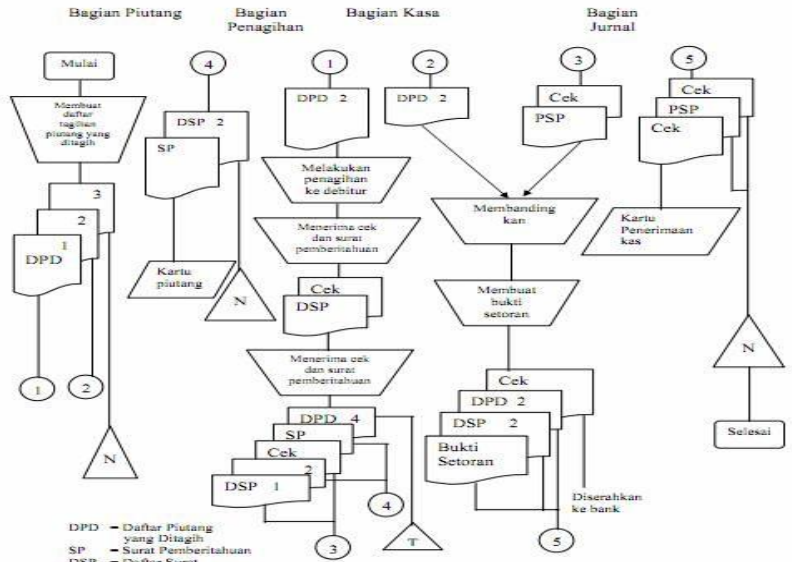 Bagian Piutang
Bagian
Penagihan
Bagian Kasa
Bagian
Jurnal
Mulai
Membuat
daftar
tagihan
piutang yang
ditagih
3
2
1
DPD
1
2
N
4
DSP 2
SP
Kartu
piutang
N
1
DPD 2
Melakukan
penagihan
ke debitur
Menerima cek
dan surat
pemberitahuan
Cek
DSP
Menerima cek
dan surat
pemberitahuan
DPD 4
SP
Cek
2
DSP 1
4
3
T
2
DPD 2
3
Cek
PSP
Membanding
kan
Membuat
bukti
setoran
Cek
DPD 2
DSP 2
Bukti
Setoran
Diserahkan
ke bank
5
5
Cek
PSP
Cek
Kartu
Penerimaan
kas
N
Selesai
DPD = Daftar Piutang
yang Ditagih
SP = Surat Pemberitahuan
DSP = Daftar Surat